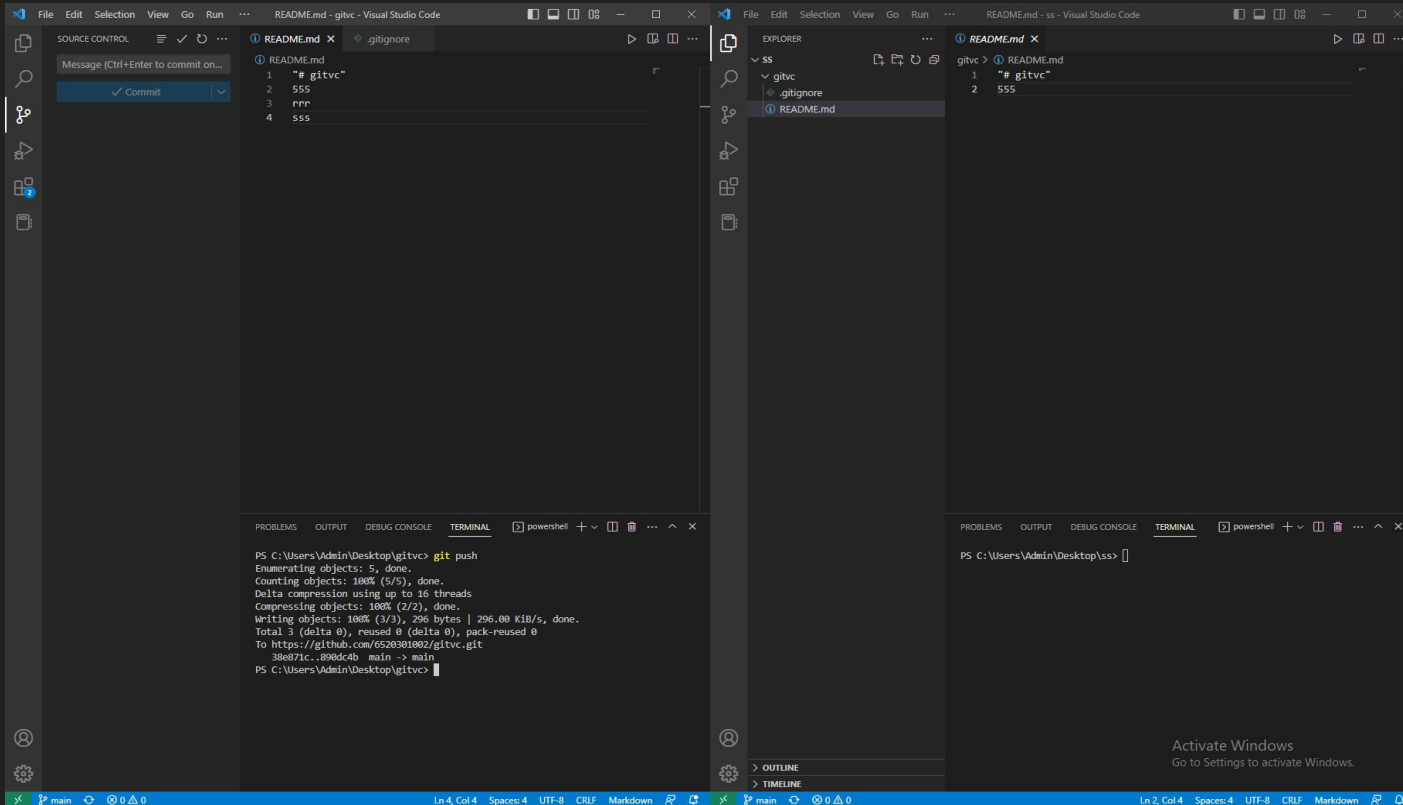 File Edit Selection View Go Run ··· README.md - gitvc - Visual Studio Code
SOURCE CONTROL
Message (Ctrl+Enter to commit on...
Commit
2
README.md
.gitignore
README.md
1 "# gitvc"
2 555
3 rrr
4 sss
PROBLEMS OUTPUT DEBUG CONSOLE TERMINAL powershell
PS C:\Users\Admin\Desktop\gitvc> git push
Enumerating objects: 5, done.
Counting objects: 100% (5/5), done.
Delta compression using up to 16 threads
Compressing objects: 100% (2/2), done.
Writing objects: 100% (3/3), 296 bytes | 296.00 KiB/s, done.
Total 3 (delta 0), reused 0 (delta 0), pack-reused 0
To https://github.com/6520301002/gitvc.git
38e871c..890dc4b main -> main
PS C:\Users\Admin\Desktop\gitvc>
main 0 0 Ln 4, Col 4 Spaces: 4 UTF-8 CRLF Markdown
File Edit Selection View Go Run ··· README.md - ss - Visual Studio Code
EXPLORER
SS
gitvc
.gitignore
README.md
OUTLINE
TIMELINE
README.md
gitvc > README.md
1 "# gitvc"
2 555
PROBLEMS OUTPUT DEBUG CONSOLE TERMINAL powershell
PS C:\Users\Admin\Desktop\ss>
Activate Windows
Go to Settings to activate Windows.
main 0 0 Ln 2, Col 4 Spaces: 4 UTF-8 CRLF Markdown